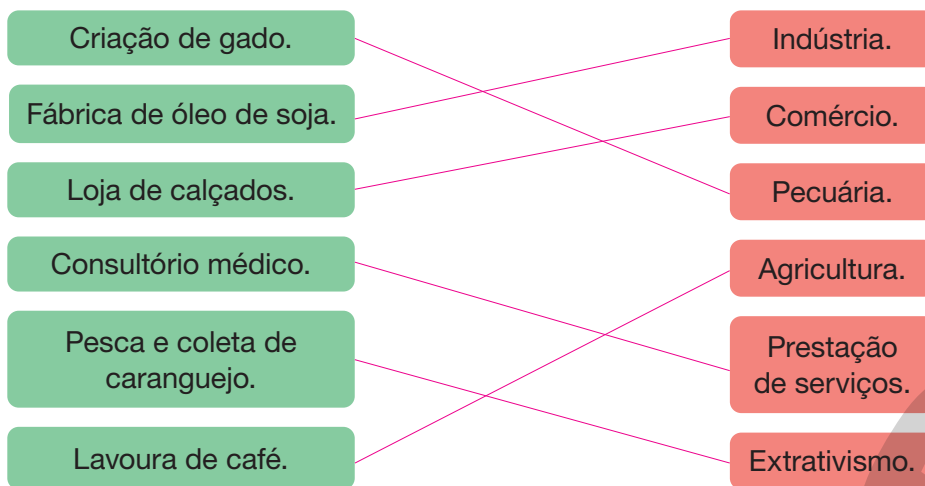 Criação de gado.
Fábrica de óleo de soja.
Loja de calçados.
Consultório médico.
Pesca e coleta de
caranguejo.
Lavoura de café.
Indústria.
Comércio.
Pecuária.
Agricultura.
Prestação
de serviços.
Extrativismo.